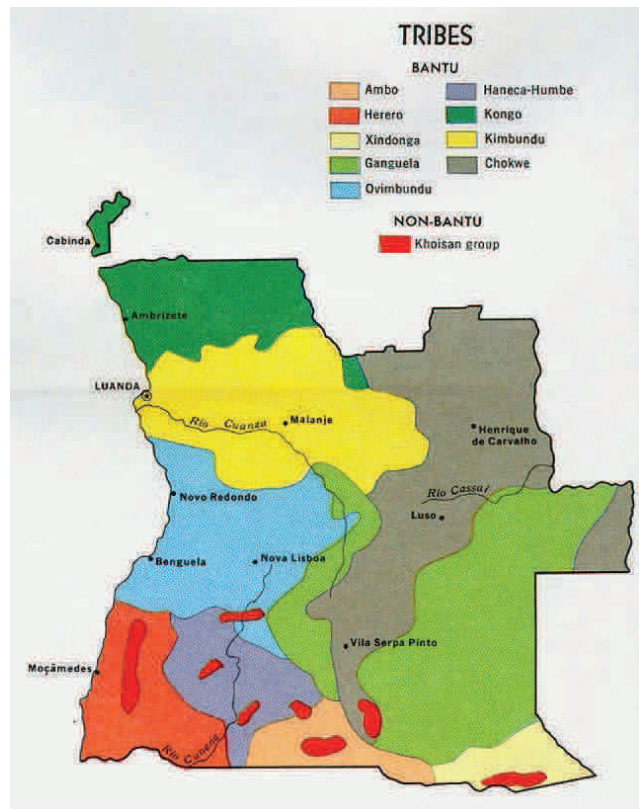 TRIBES
BANTU
Ambo
Herero
Xindonga
Ganguela
Ovimbundu
Haneca-Humbe
Kongo
Kimbundu
Chokwe
NON-BANTU
Khoisan group
Cabinda
Ambrizete
LUANDA
Rio Cuanza
Malanje
Henrique
de Carvalho
Rio Cassai
Novo Redondo
Luso
Benguela
Nova Lisboa
Vila Serpa Pinto
Moçâmedes
Rio Cunene